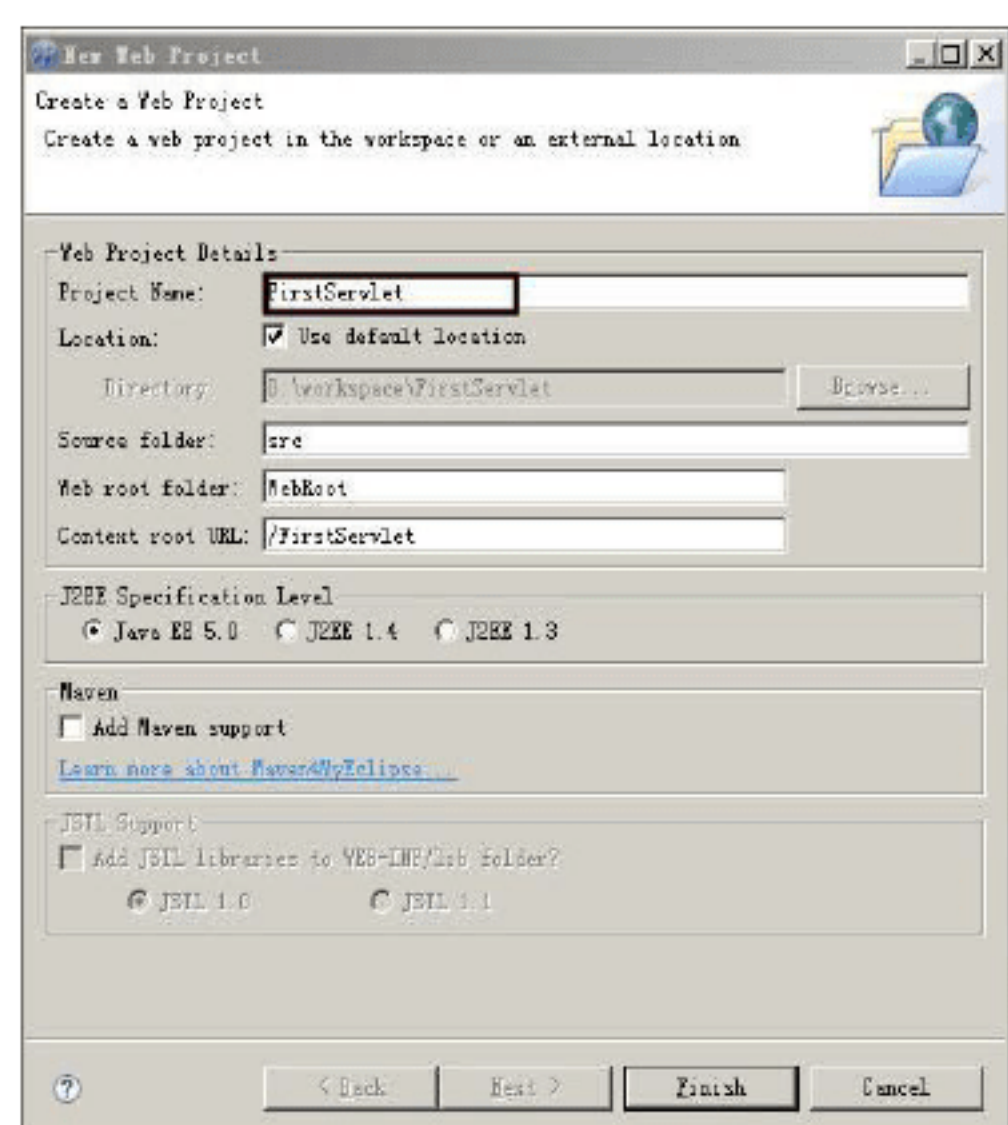 New Web Project
Create a Web Project
Create a web project in the workspace or an external location
Web Project Details
Project Name: FirstServlet
Location: Use default location
Directory: D:\workspace\FirstServlet Browse...
Source folder: src
Web root folder: WebRoot
Context root URL: /FirstServlet
J2EE Specification Level
Java EE 5.0 J2EE 1.4 J2EE 1.3
Maven
Add Maven support
Learn more about Maven4MyEclipse...
JSTL Support
Add JSTL libraries to WEB-INF/lib folder?
JSTL 1.0 JSTL 1.1
? < Back Next > Finish Cancel